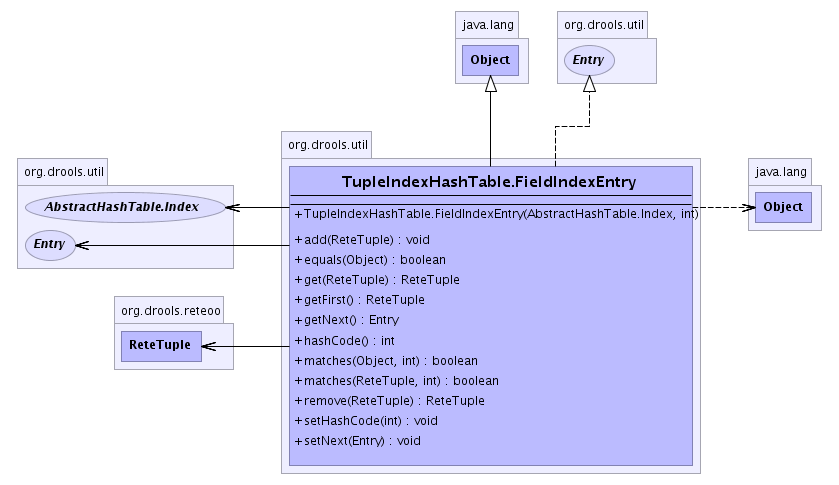 java.lang
Object
org.drools.util
Entry
org.drools.util
TupleIndexHashTable.FieldIndexEntry
+ TupleIndexHashTable.FieldIndexEntry(AbstractHashTable.Index, int)
+ add(ReteTuple) : void
+ equals(Object) : boolean
+ get(ReteTuple) : ReteTuple
+ getFirst() : ReteTuple
+ getNext() : Entry
+ hashCode() : int
+ matches(Object, int) : boolean
+ matches(ReteTuple, int) : boolean
+ remove(ReteTuple) : ReteTuple
+ setHashCode(int) : void
+ setNext(Entry) : void
org.drools.util
AbstractHashTable.Index
Entry
org.drools.reteoo
ReteTuple
java.lang
Object